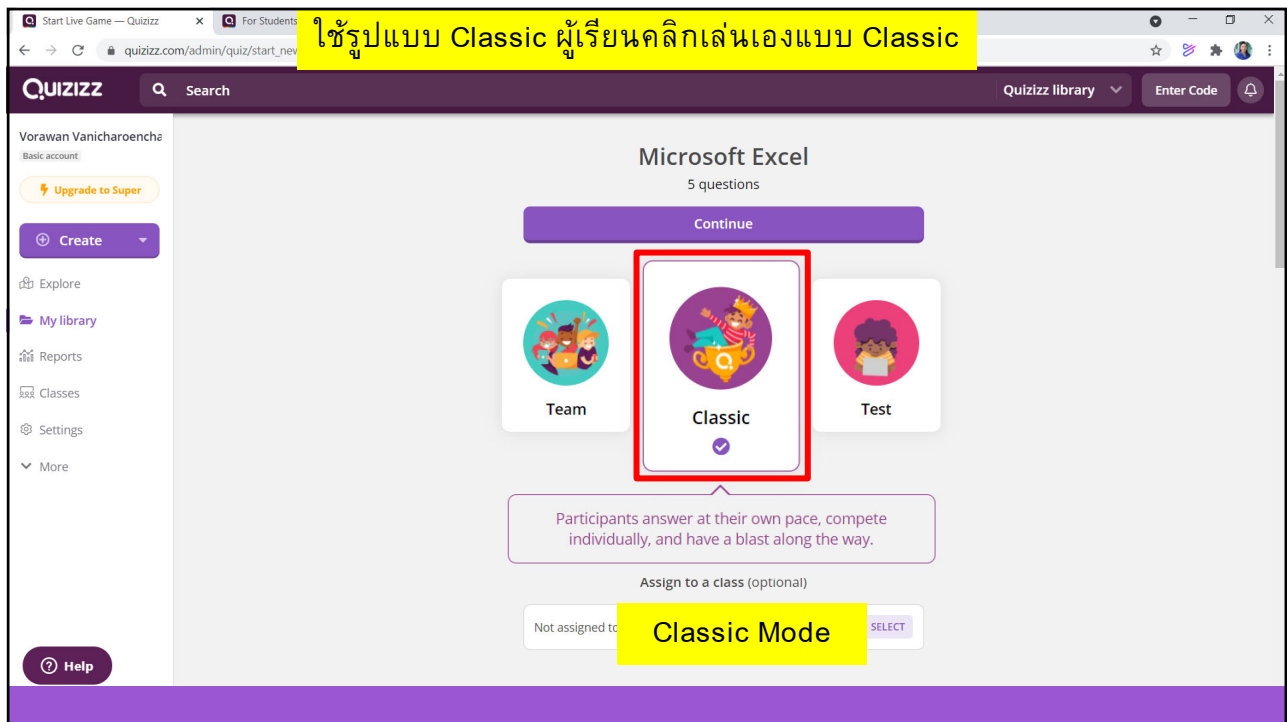 Start Live Game — Quizizz
For Students
ใช้รูปแบบ Classic ผู้เรียนคลิกเล่นเองแบบ Classic
quizizz.com/admin/quiz/start_new
QUIZIZZ
Search
Quizizz library
Enter Code
Vorawan Vanicharoencha
Basic account
Upgrade to Super
Create
Explore
My library
Reports
Classes
Settings
More
Help
Microsoft Excel
5 questions
Continue
Team
Classic
Test
Participants answer at their own pace, compete
individually, and have a blast along the way.
Assign to a class (optional)
Not assigned to
SELECT
Classic Mode